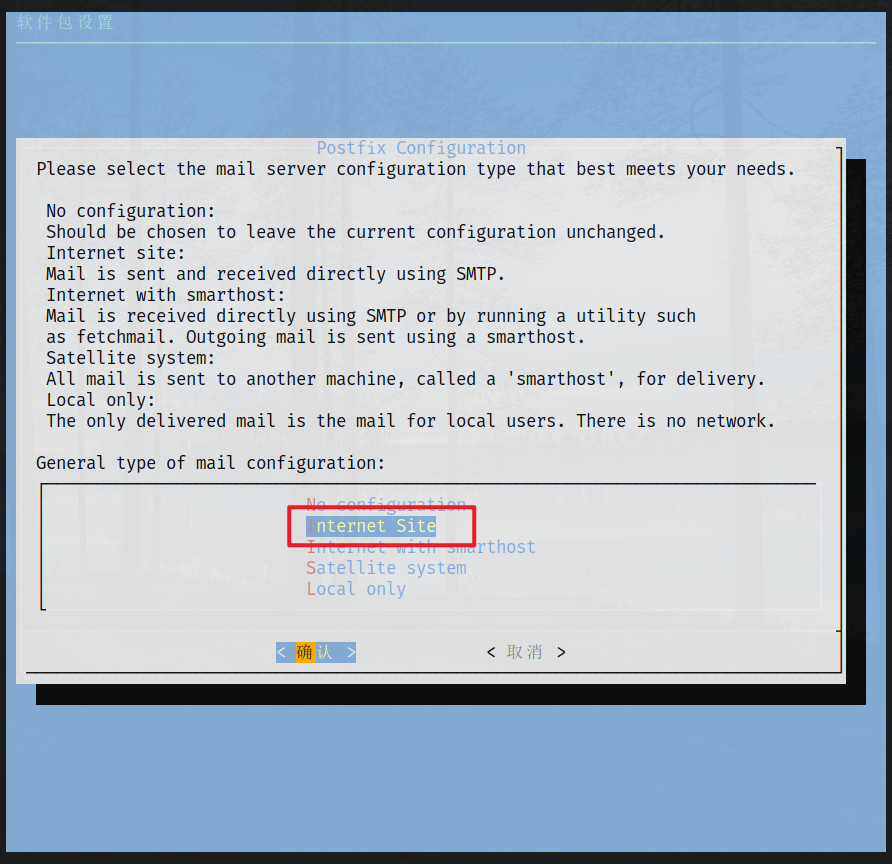 软件包设置
Postfix Configuration
Please select the mail server configuration type that best meets your needs.
No configuration:
Should be chosen to leave the current configuration unchanged.
Internet site:
Mail is sent and received directly using SMTP.
Internet with smarthost:
Mail is received directly using SMTP or by running a utility such
as fetchmail. Outgoing mail is sent using a smarthost.
Satellite system:
All mail is sent to another machine, called a 'smarthost', for delivery.
Local only:
The only delivered mail is the mail for local users. There is no network.
General type of mail configuration:
No configuration
Internet Site
Internet with smarthost
Satellite system
Local only
<确认> <取消>